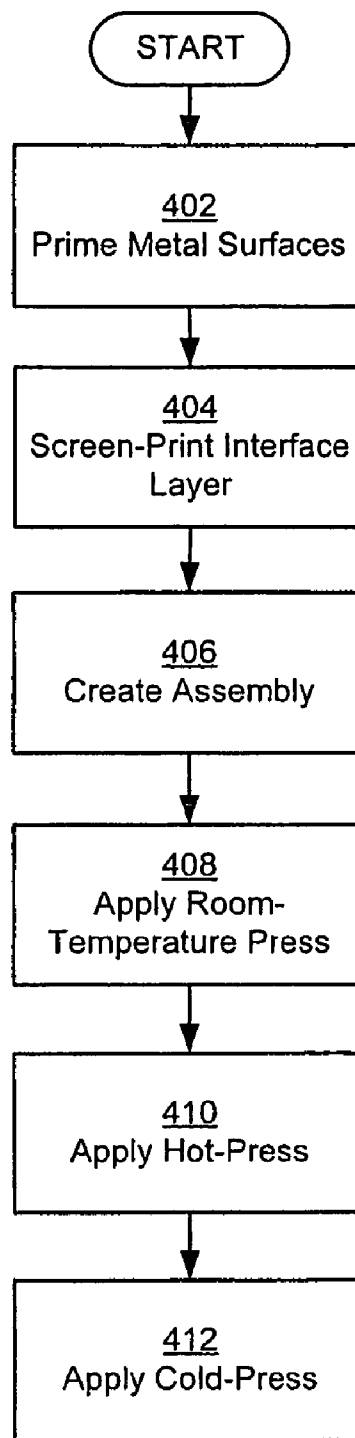 START
402
Prime Metal Surfaces
404
Screen-Print Interface
Layer
406
Create Assembly
408
Apply Room-
Temperature Press
410
Apply Hot-Press
412
Apply Cold-Press